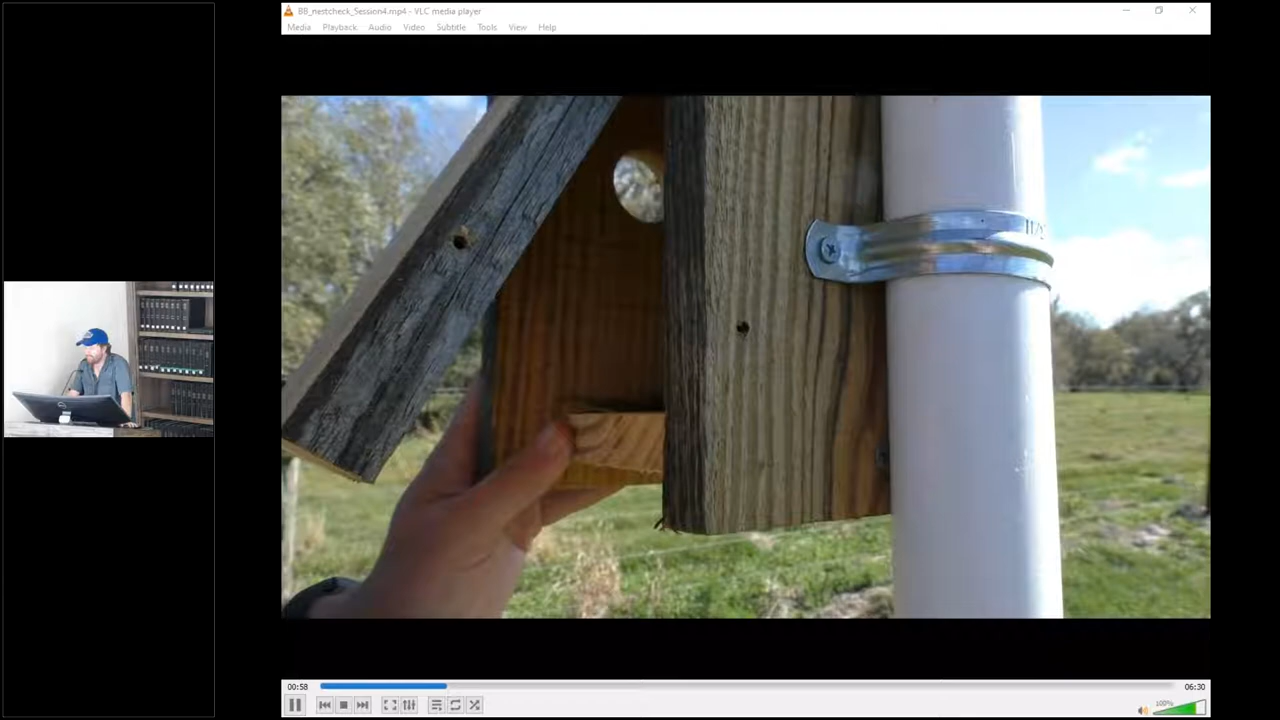 BB_nestcheck_Session4.mp4 - VLC media player
Media Playback Audio Video Subtitle Tools View Help
00:58
06:30
100%